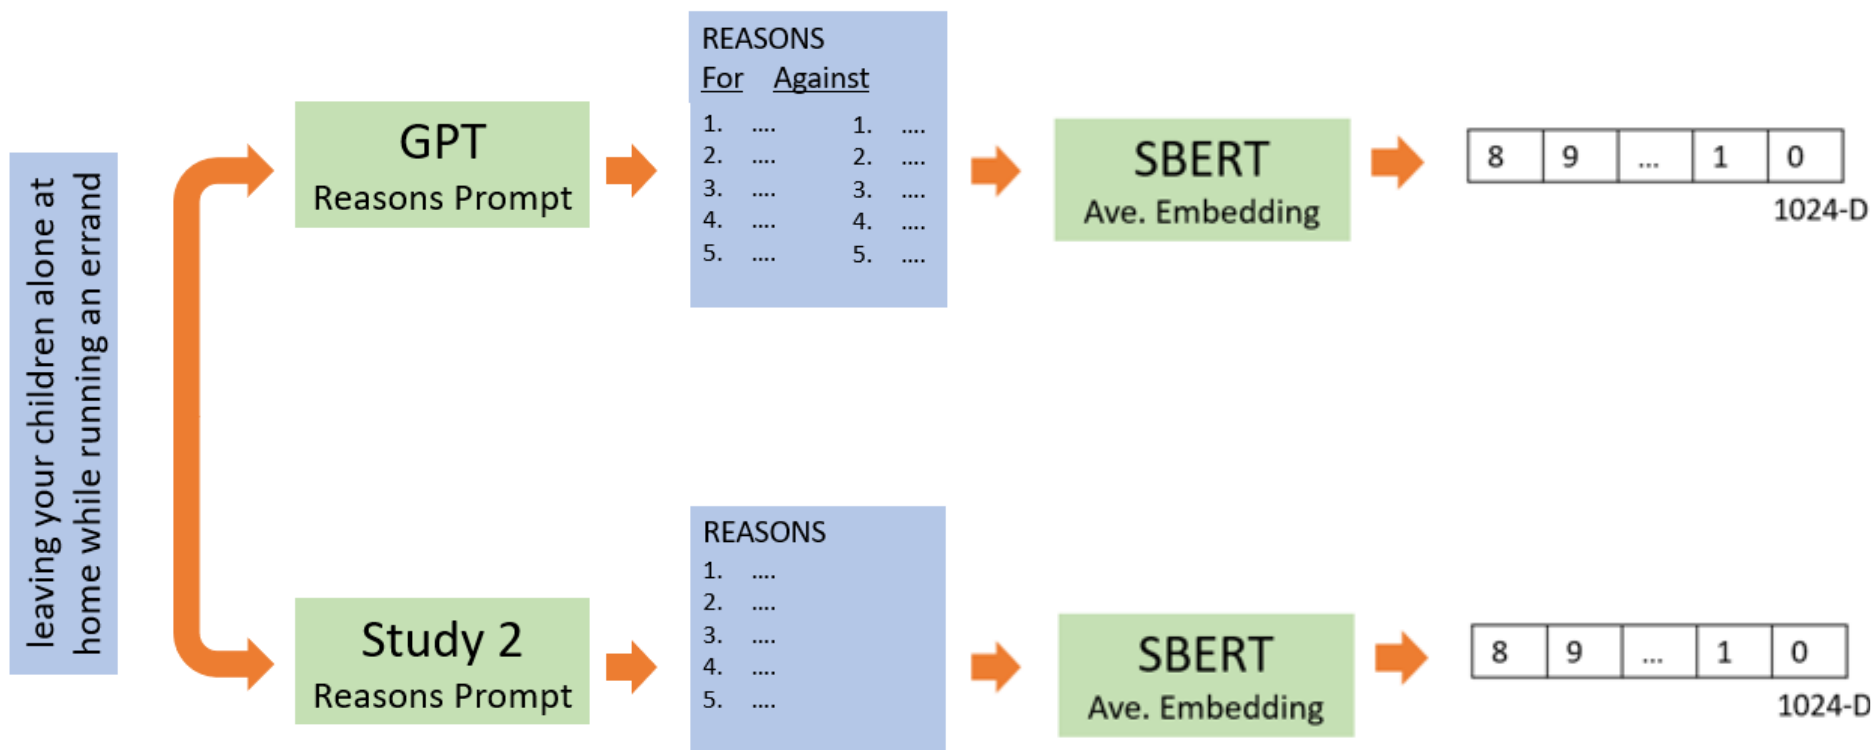 leaving your children alone at
home while running an errand
GPT
Reasons Prompt
REASONS
For Against
1. .... 1. ....
2. .... 2. ....
3. .... 3. ....
4. .... 4. ....
5. .... 5. ....
SBERT
Ave. Embedding
8 9 ... 1 0
1024-D
Study 2
Reasons Prompt
REASONS
1. ....
2. ....
3. ....
4. ....
5. ....
SBERT
Ave. Embedding
8 9 ... 1 0
1024-D